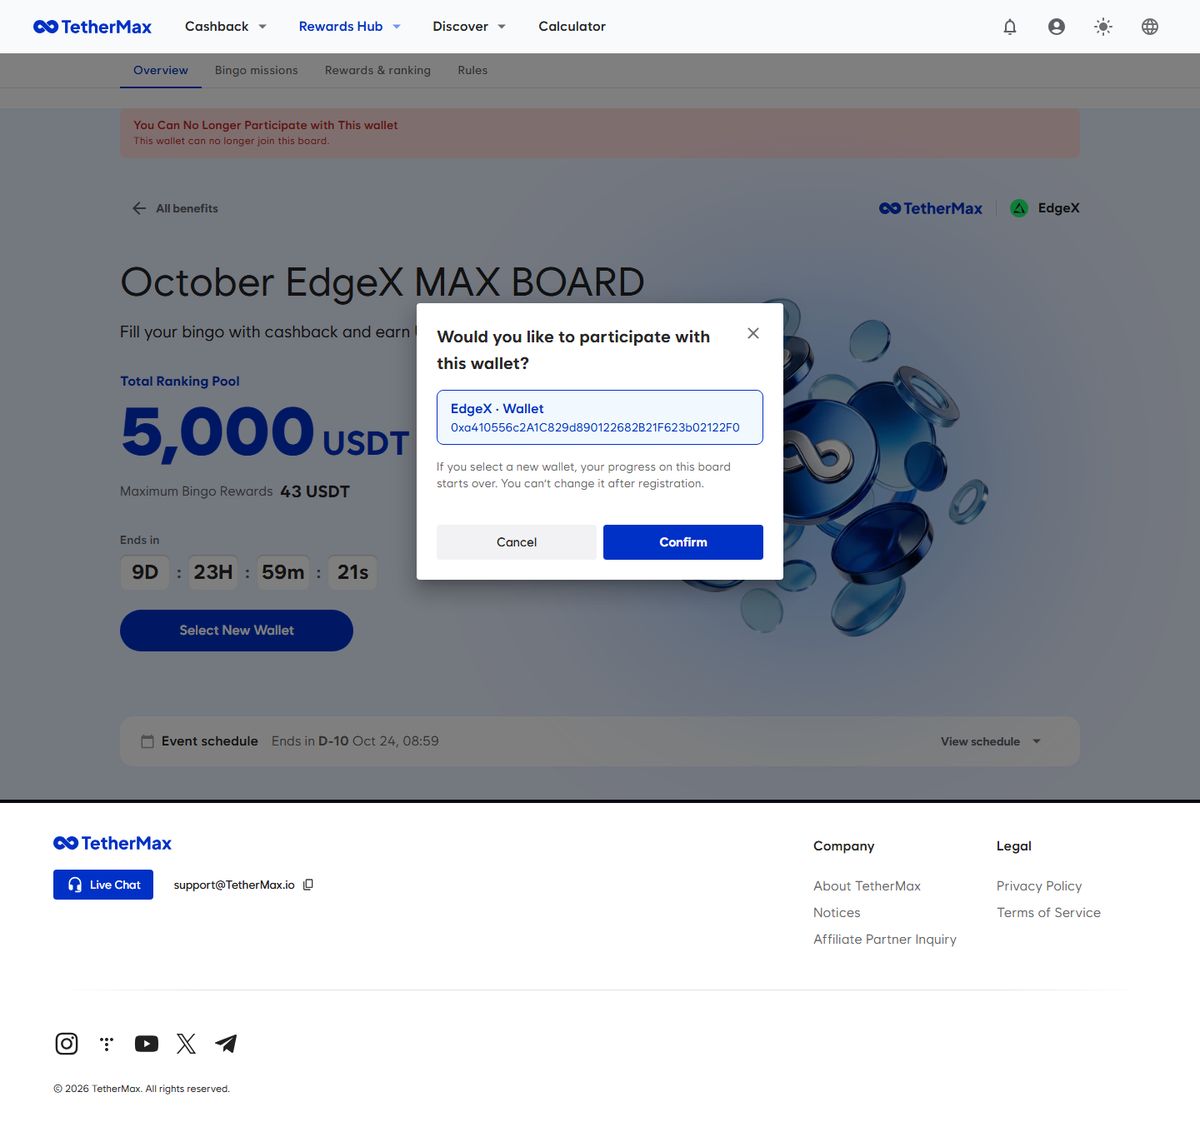 TetherMax
Cashback
Rewards Hub
Discover
Calculator
Overview
Bingo missions
Rewards & ranking
Rules
You Can No Longer Participate with This wallet
This wallet can no longer join this board.
All benefits
TetherMax
EdgeX
October EdgeX MAX BOARD
Fill your bingo with cashback and earn
Total Ranking Pool
5,000 USDT
Maximum Bingo Rewards 43 USDT
Ends in
9D : 23H : 59m : 21s
Select New Wallet
Would you like to participate with
this wallet?
EdgeX · Wallet
0xa410556c2A1C829d890122682B21F623b02122F0
If you select a new wallet, your progress on this board
starts over. You can't change it after registration.
Cancel
Confirm
Event schedule
Ends in D-10 Oct 24, 08:59
View schedule
TetherMax
Live Chat
support@TetherMax.io
Company
About TetherMax
Notices
Affiliate Partner Inquiry
Legal
Privacy Policy
Terms of Service
© 2026 TetherMax. All rights reserved.